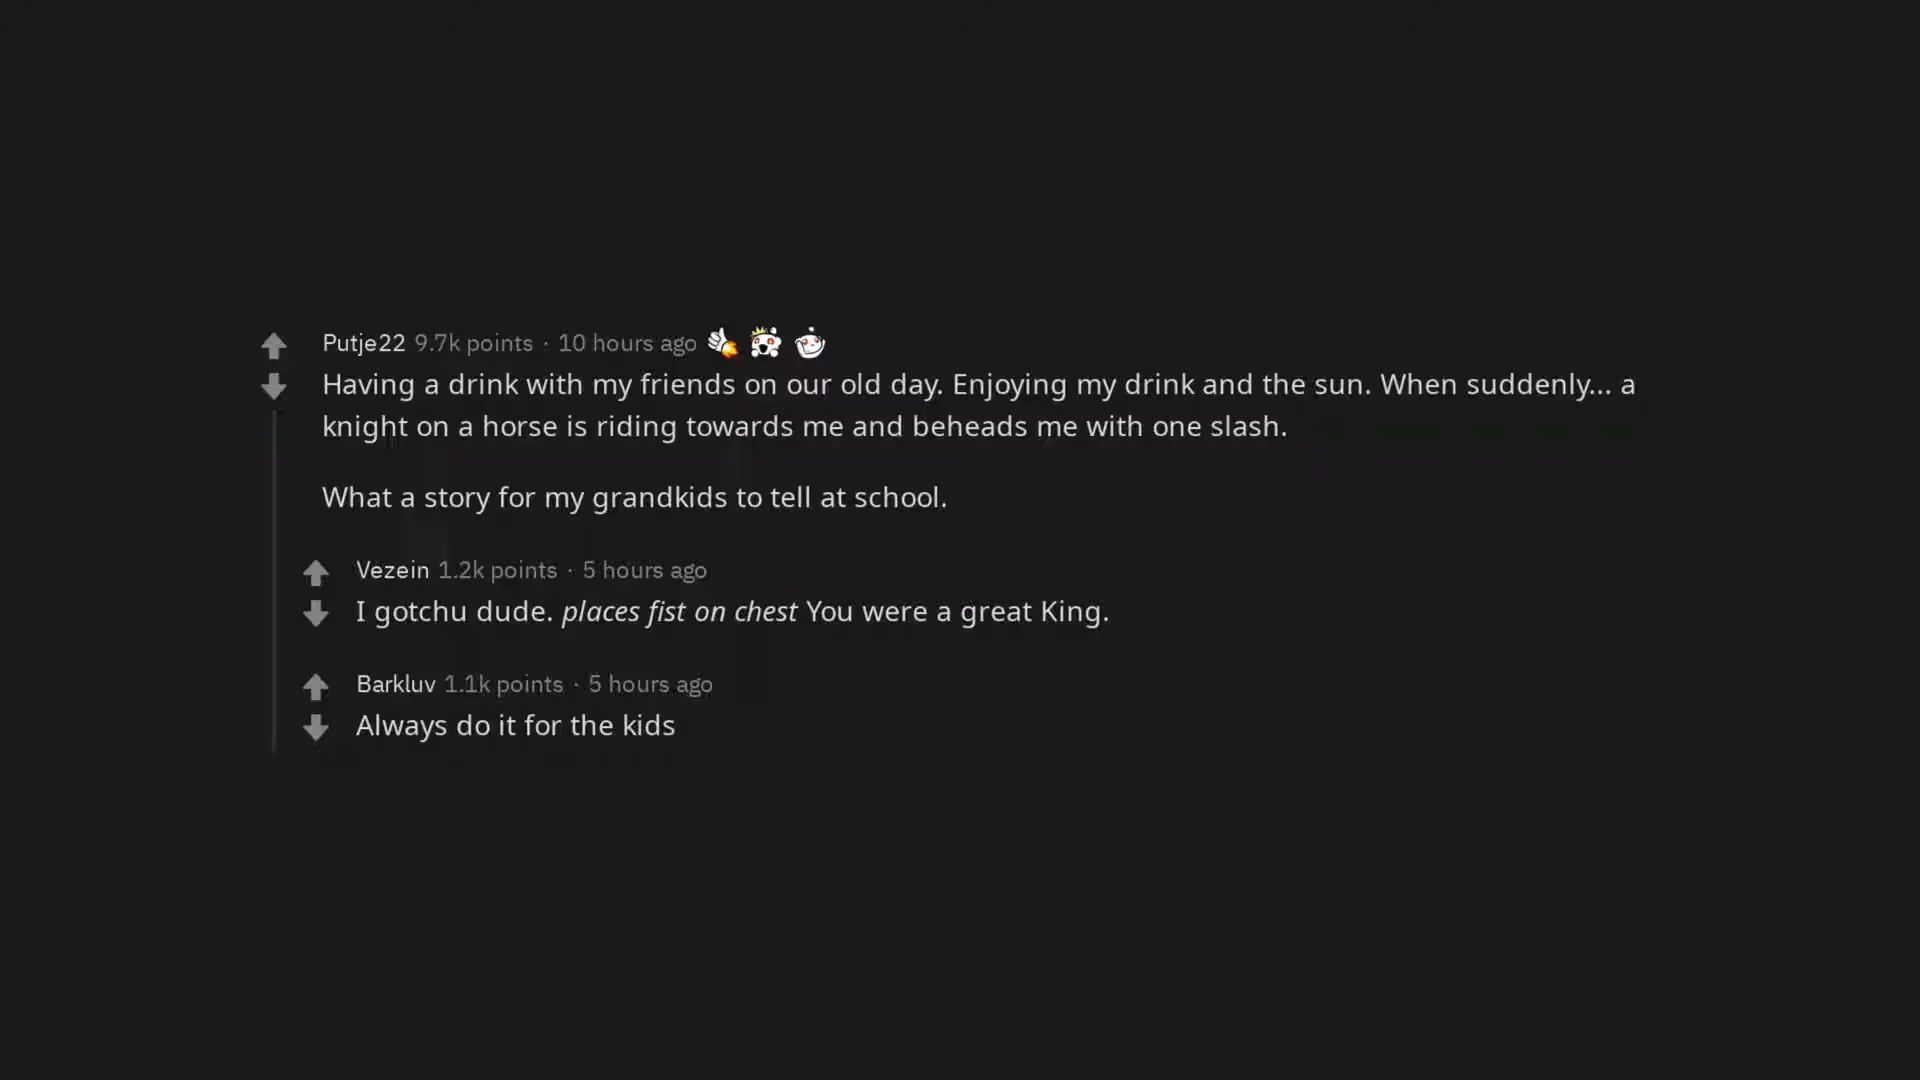 Putje22 9.7k points · 10 hours ago
Having a drink with my friends on our old day. Enjoying my drink and the sun. When suddenly... a
knight on a horse is riding towards me and beheads me with one slash.
What a story for my grandkids to tell at school.
Vezein 1.2k points · 5 hours ago
I gotchu dude. places fist on chest You were a great King.
Barkluv 1.1k points · 5 hours ago
Always do it for the kids